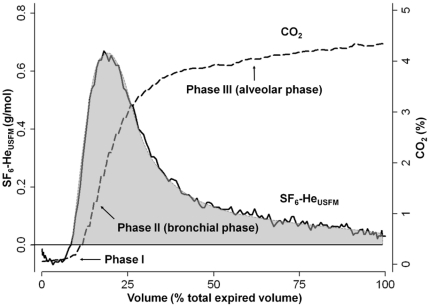 CO₂
Phase III (alveolar phase)
SF₆-He_USFM
Phase II (bronchial phase)
Phase I
SF₆-He_USFM (g/mol)
0.8
0.6
0.4
0.2
0.0
CO₂ (%)
5
4
3
2
1
0
0
25
50
75
100
Volume (% total expired volume)